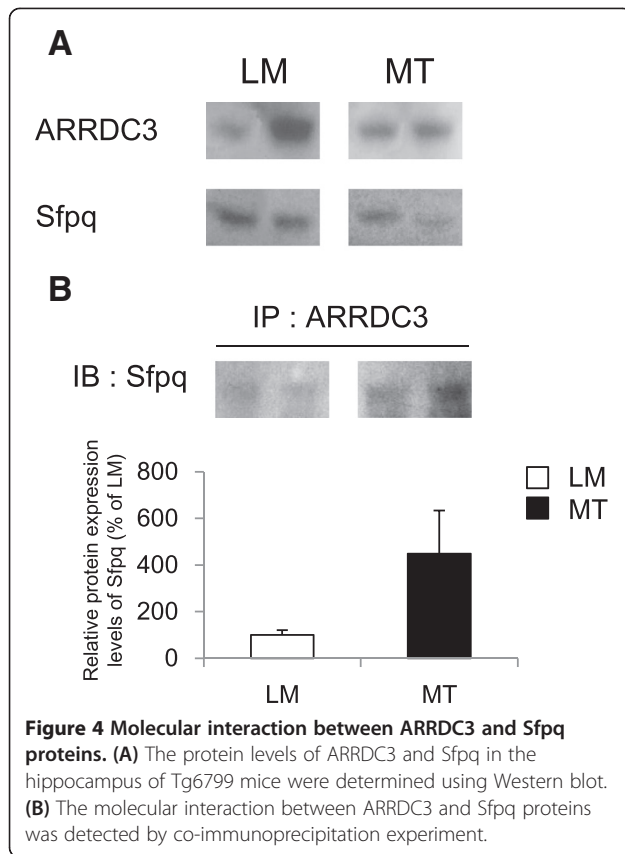 A
LM MT
ARRDC3
Sfpq
B
IP : ARRDC3
IB : Sfpq
Relative protein expression
levels of Sfpq (% of LM)
800
600
400
200
0
LM MT
LM
MT
Figure 4 Molecular interaction between ARRDC3 and Sfpq
proteins. (A) The protein levels of ARRDC3 and Sfpq in the
hippocampus of Tg6799 mice were determined using Western blot.
(B) The molecular interaction between ARRDC3 and Sfpq proteins
was detected by co-immunoprecipitation experiment.